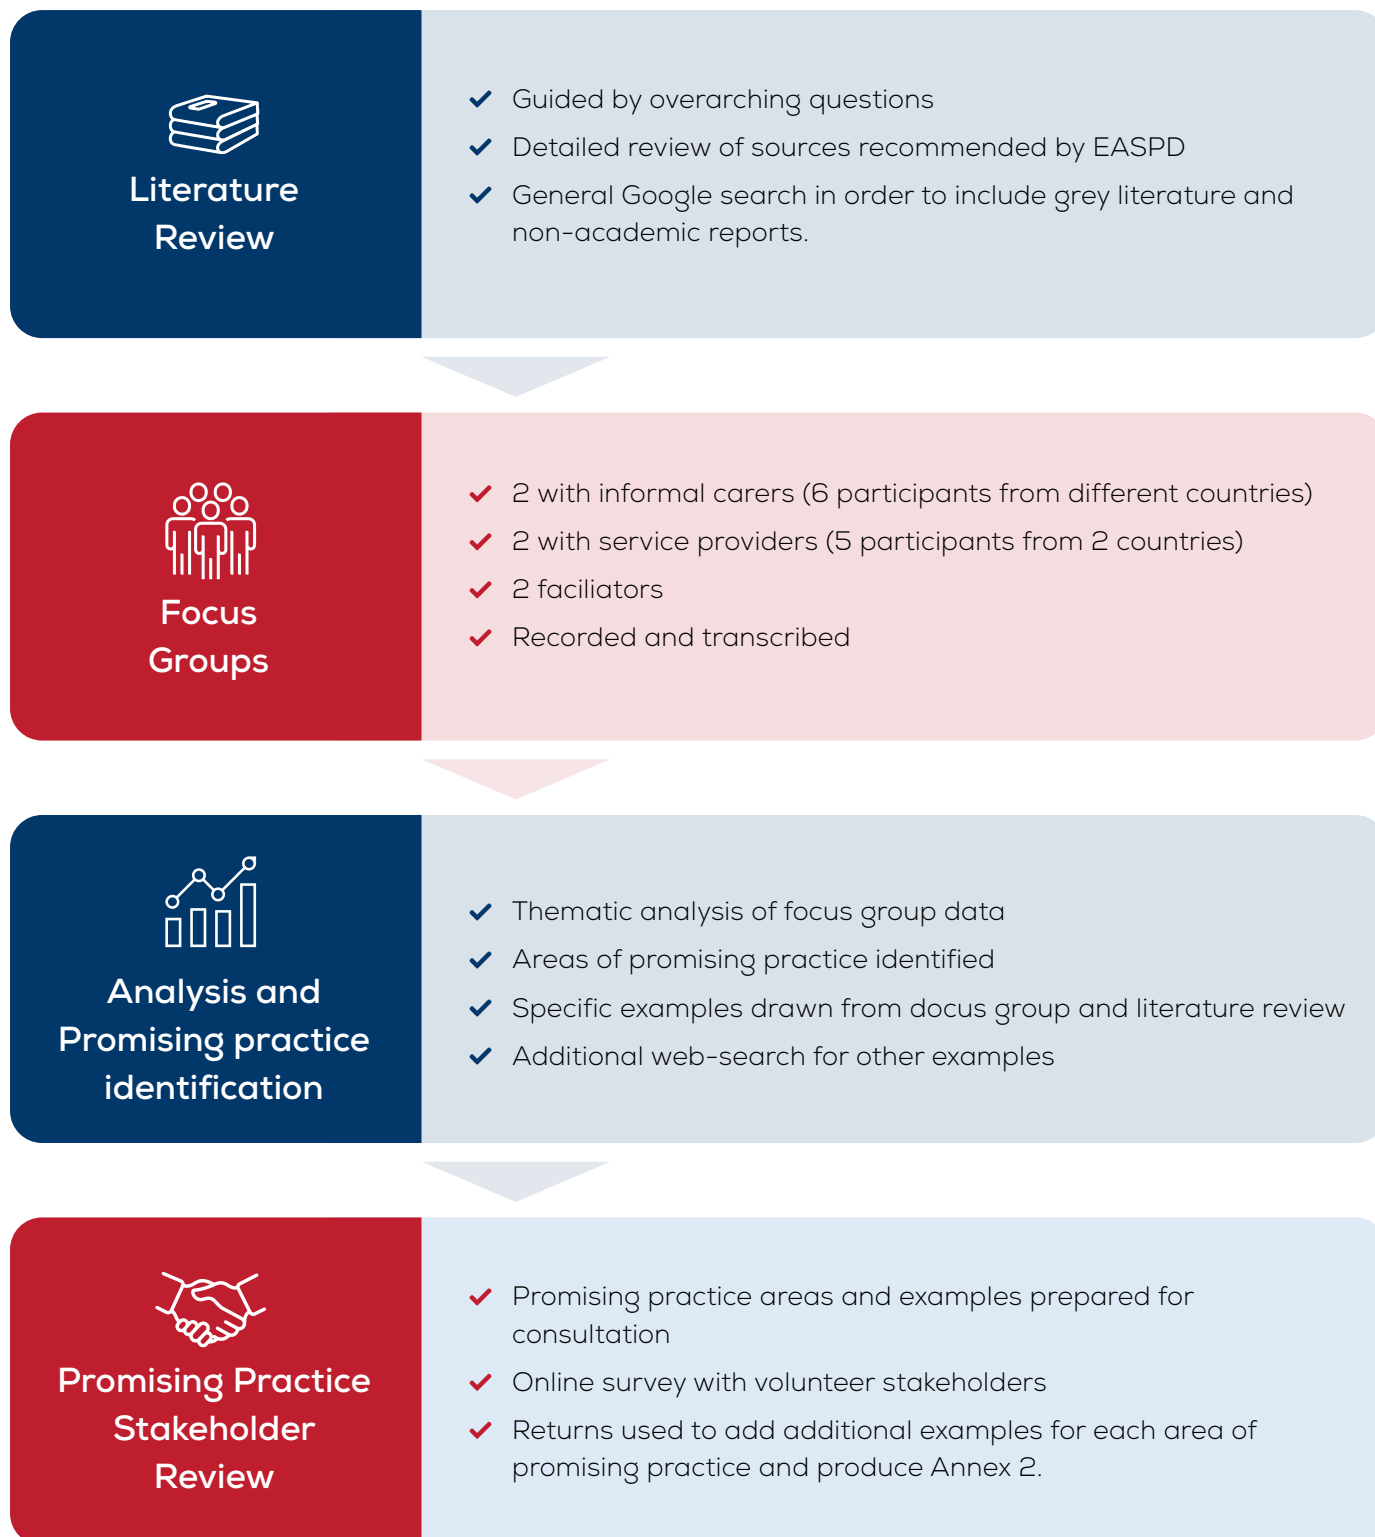 Literature
Review
Guided by overarching questions
Detailed review of sources recommended by EASPD
General Google search in order to include grey literature and
non-academic reports.
Focus
Groups
2 with informal carers (6 participants from different countries)
2 with service providers (5 participants from 2 countries)
2 faciliators
Recorded and transcribed
Analysis and
Promising practice
identification
Thematic analysis of focus group data
Areas of promising practice identified
Specific examples drawn from docus group and literature review
Additional web-search for other examples
Promising Practice
Stakeholder
Review
Promising practice areas and examples prepared for
consultation
Online survey with volunteer stakeholders
Returns used to add additional examples for each area of
promising practice and produce Annex 2.